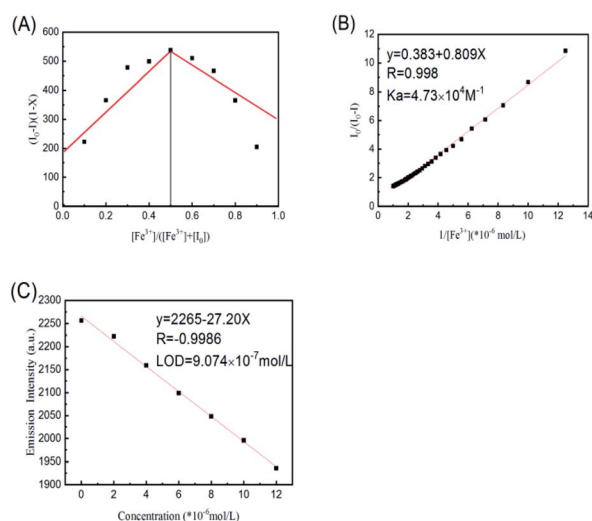 (A)
600
500
400
300
200
100
0
(I₀-I)(1-X)
0.0 0.2 0.4 0.6 0.8 1.0
[Fe³⁺]/([Fe³⁺]+[I₀])
(B)
y=0.383+0.809X
R=0.998
Ka=4.73×10⁴M⁻¹
12
10
8
6
4
2
0
I₀/(I₀-I)
0 2 4 6 8 10 12
1/[Fe³⁺](*10⁻⁶ mol/L)
(C)
y=2265-27.20X
R=-0.9986
LOD=9.074×10⁻⁷mol/L
2300
2250
2200
2150
2100
2050
2000
1950
1900
Emission Intensity (a.u.)
0 2 4 6 8 10 12
Concentration (*10⁻⁶mol/L)